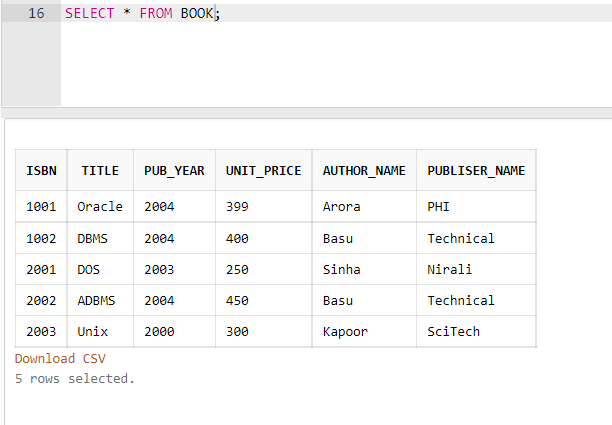 16 SELECT * FROM BOOK;
ISBN TITLE PUB_YEAR UNIT_PRICE AUTHOR_NAME PUBLISER_NAME
1001 Oracle 2004 399 Arora PHI
1002 DBMS 2004 400 Basu Technical
2001 DOS 2003 250 Sinha Nirali
2002 ADBMS 2004 450 Basu Technical
2003 Unix 2000 300 Kapoor SciTech
Download CSV
5 rows selected.